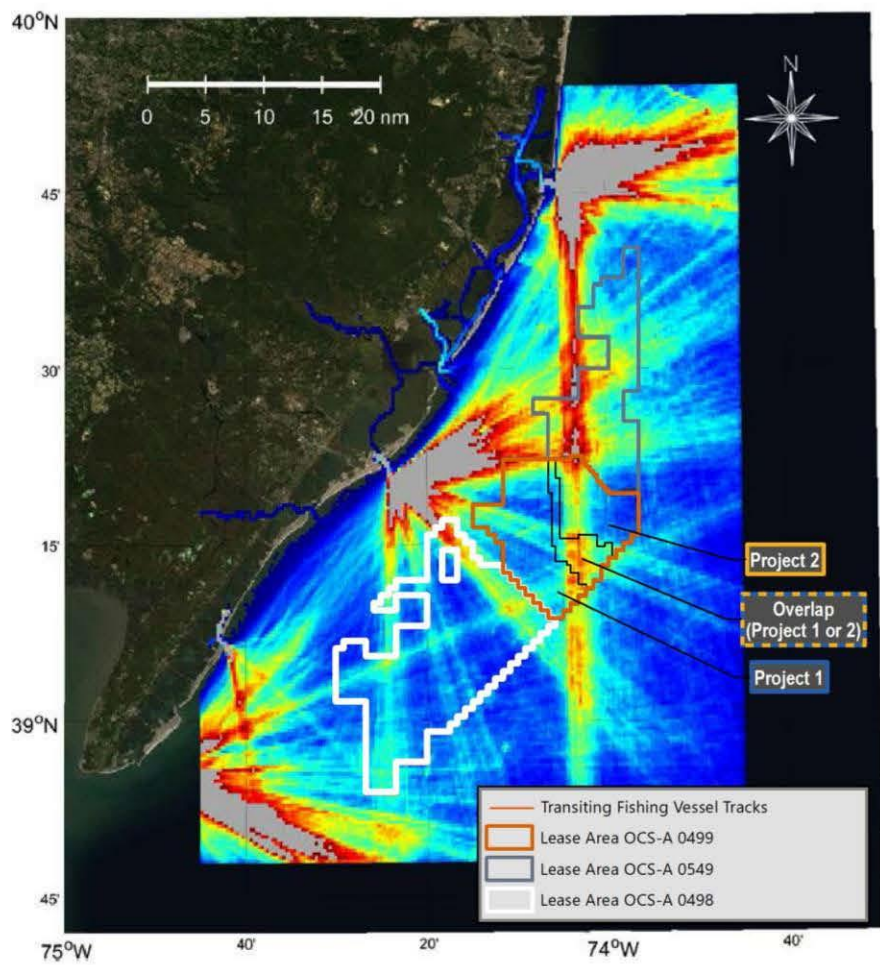 40°N
N
0 5 10 15 20 nm
45'
30'
15'
Project 2
Overlap
(Project 1 or 2)
Project 1
39°N
Transiting Fishing Vessel Tracks
Lease Area OCS-A 0499
Lease Area OCS-A 0549
Lease Area OCS-A 0498
45'
75°W
40'
20'
74°W
40'